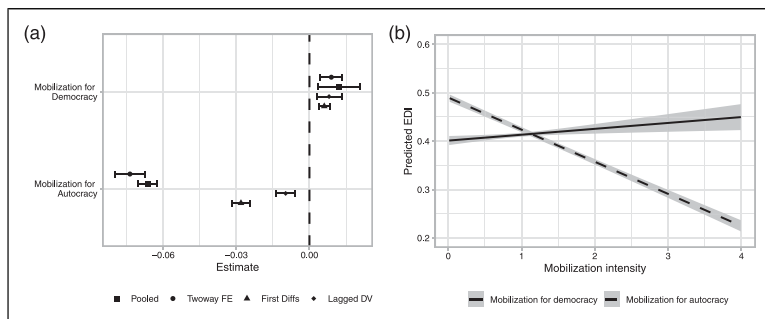 (a)
Mobilization for
Democracy
Mobilization for
Autocracy
−0.06
−0.03
0.00
Estimate
Pooled
Twoway FE
First Diffs
Lagged DV
(b)
Predicted EDI
0.6
0.5
0.4
0.3
0.2
0
1
2
3
4
Mobilization intensity
Mobilization for democracy
Mobilization for autocracy